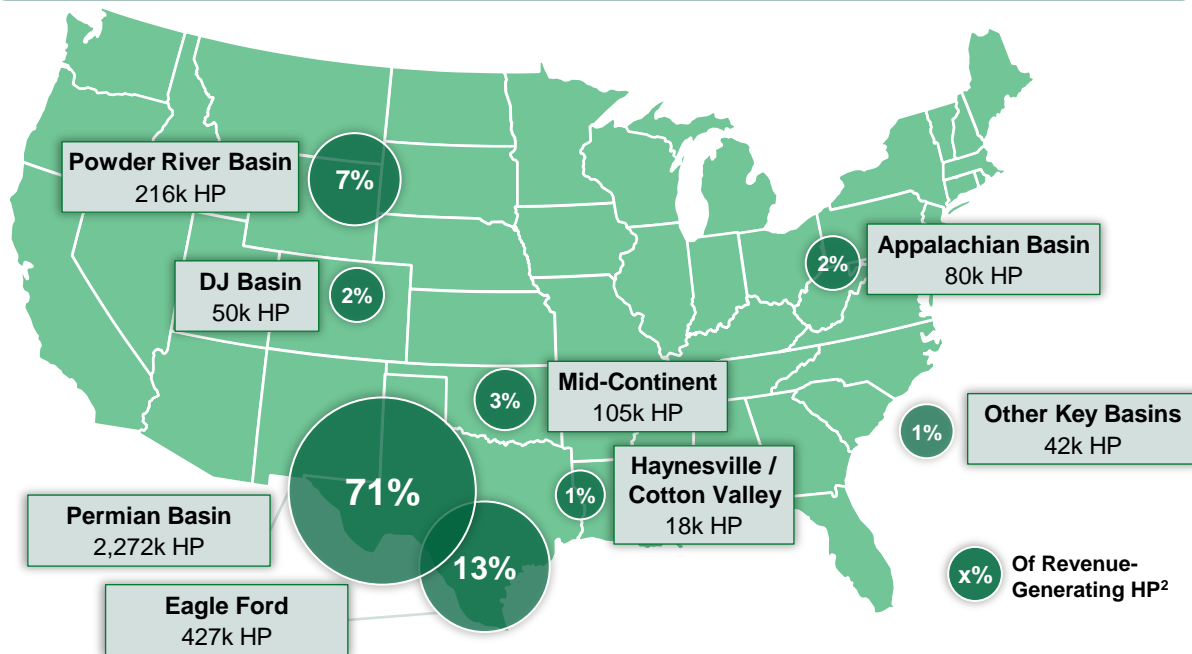 Powder River Basin
216k HP
7%
DJ Basin
50k HP
2%
2%
Appalachian Basin
80k HP
3%
Mid-Continent
105k HP
1%
Other Key Basins
42k HP
71%
1%
Haynesville /
Cotton Valley
18k HP
Permian Basin
2,272k HP
13%
Eagle Ford
427k HP
x%
Of Revenue-
Generating HP²